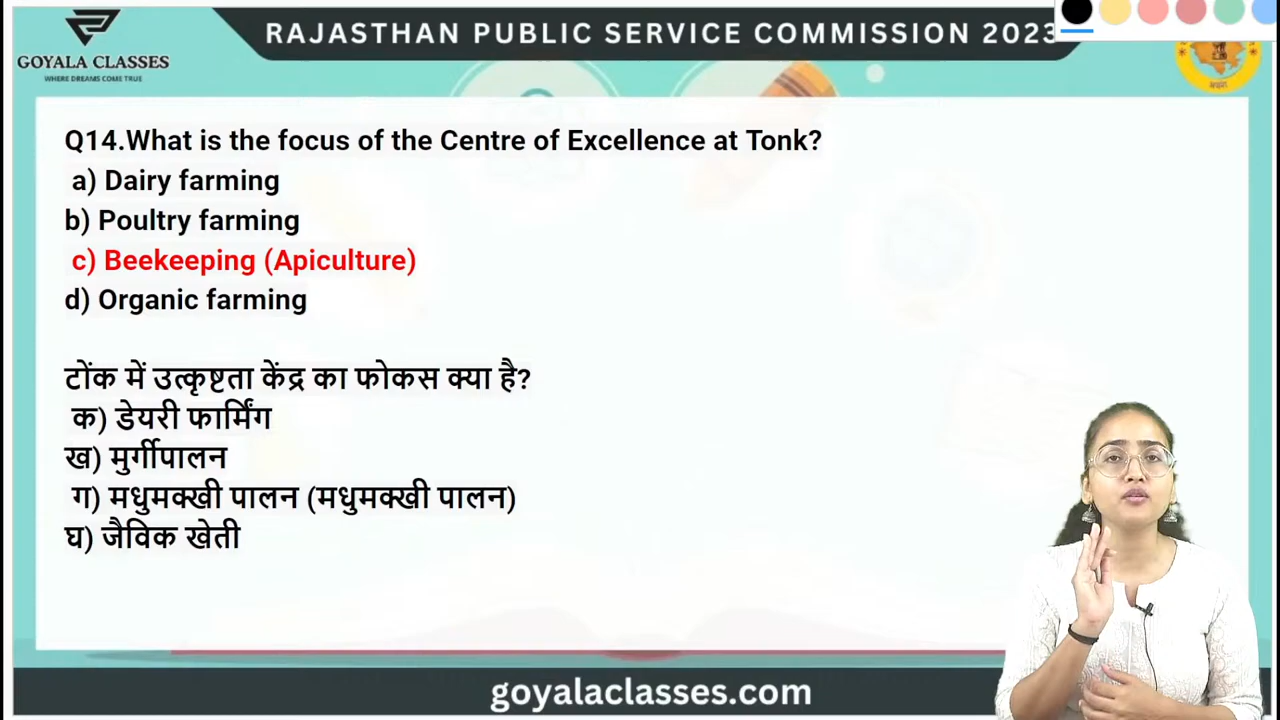 GOYALA CLASSES
WHERE DREAMS COME TRUE
RAJASTHAN PUBLIC SERVICE COMMISSION 2023
Q14.What is the focus of the Centre of Excellence at Tonk?
a) Dairy farming
b) Poultry farming
c) Beekeeping (Apiculture)
d) Organic farming
टोंक में उत्कृष्टता केंद्र का फोकस क्या है?
क) डेयरी फार्मिंग
ख) मुर्गीपालन
ग) मधुमक्खी पालन (मधुमक्खी पालन)
घ) जैविक खेती
goyalaclasses.com